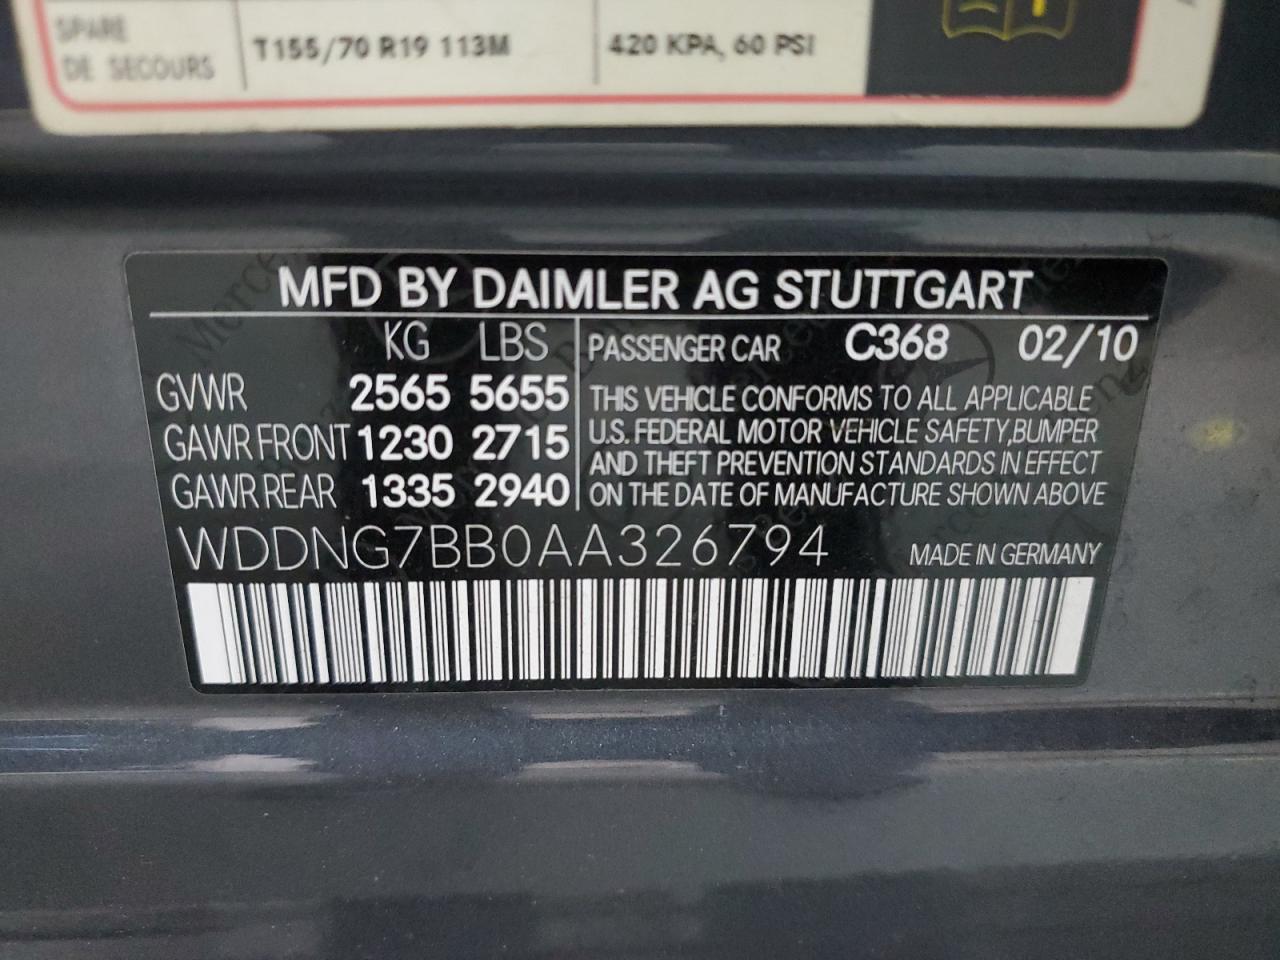 SPARE
DE SECOURS
T155/70 R19 113M
420 KPA, 60 PSI
MFD BY DAIMLER AG STUTTGART
KG LBS
PASSENGER CAR C368 02/10
GVWR 2565 5655
GAWR FRONT 1230 2715
GAWR REAR 1335 2940
THIS VEHICLE CONFORMS TO ALL APPLICABLE
U.S. FEDERAL MOTOR VEHICLE SAFETY,BUMPER
AND THEFT PREVENTION STANDARDS IN EFFECT
ON THE DATE OF MANUFACTURE SHOWN ABOVE
WDDNG7BB0AA326794 MADE IN GERMANY